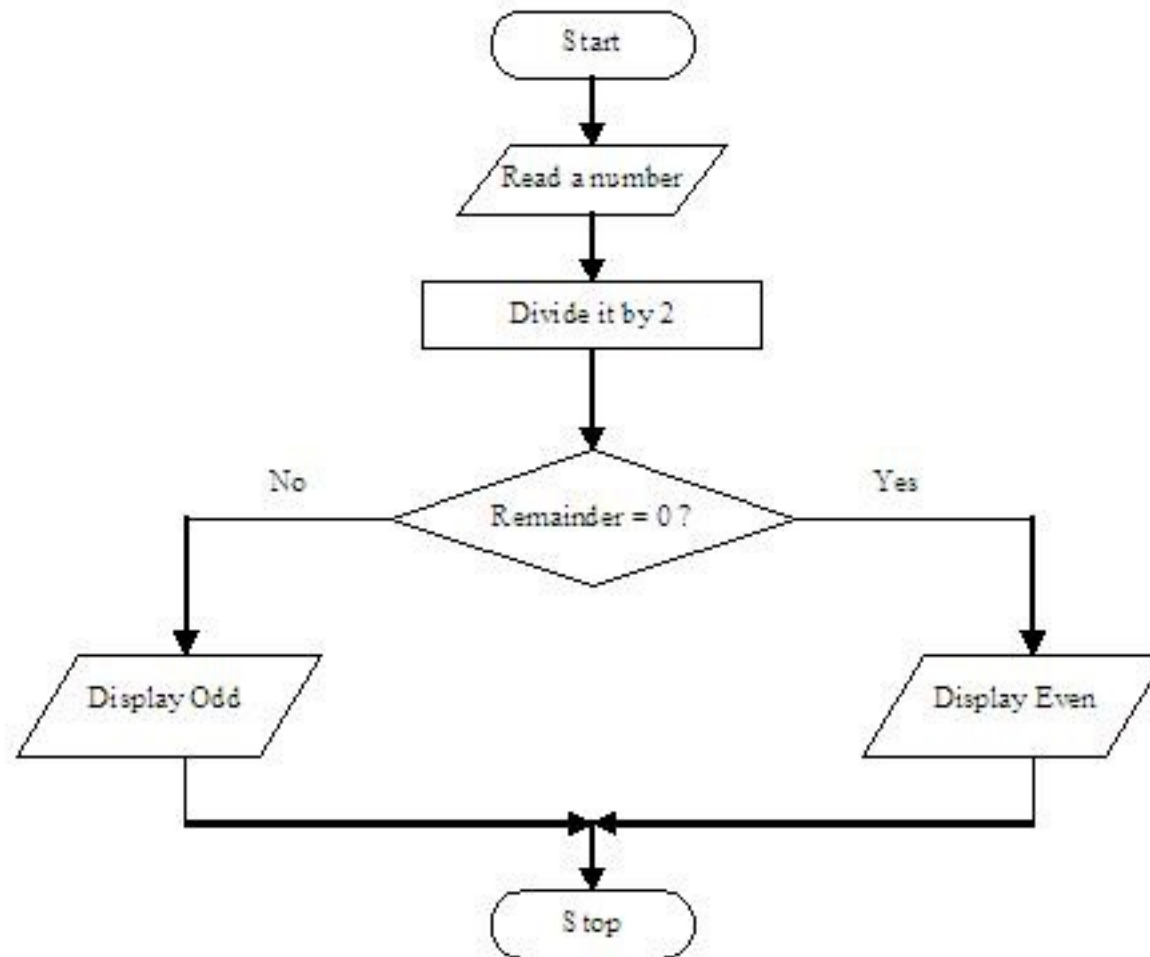 Start
Read a number
Divide it by 2
No
Yes
Remainder = 0 ?
Display Odd
Display Even
Stop